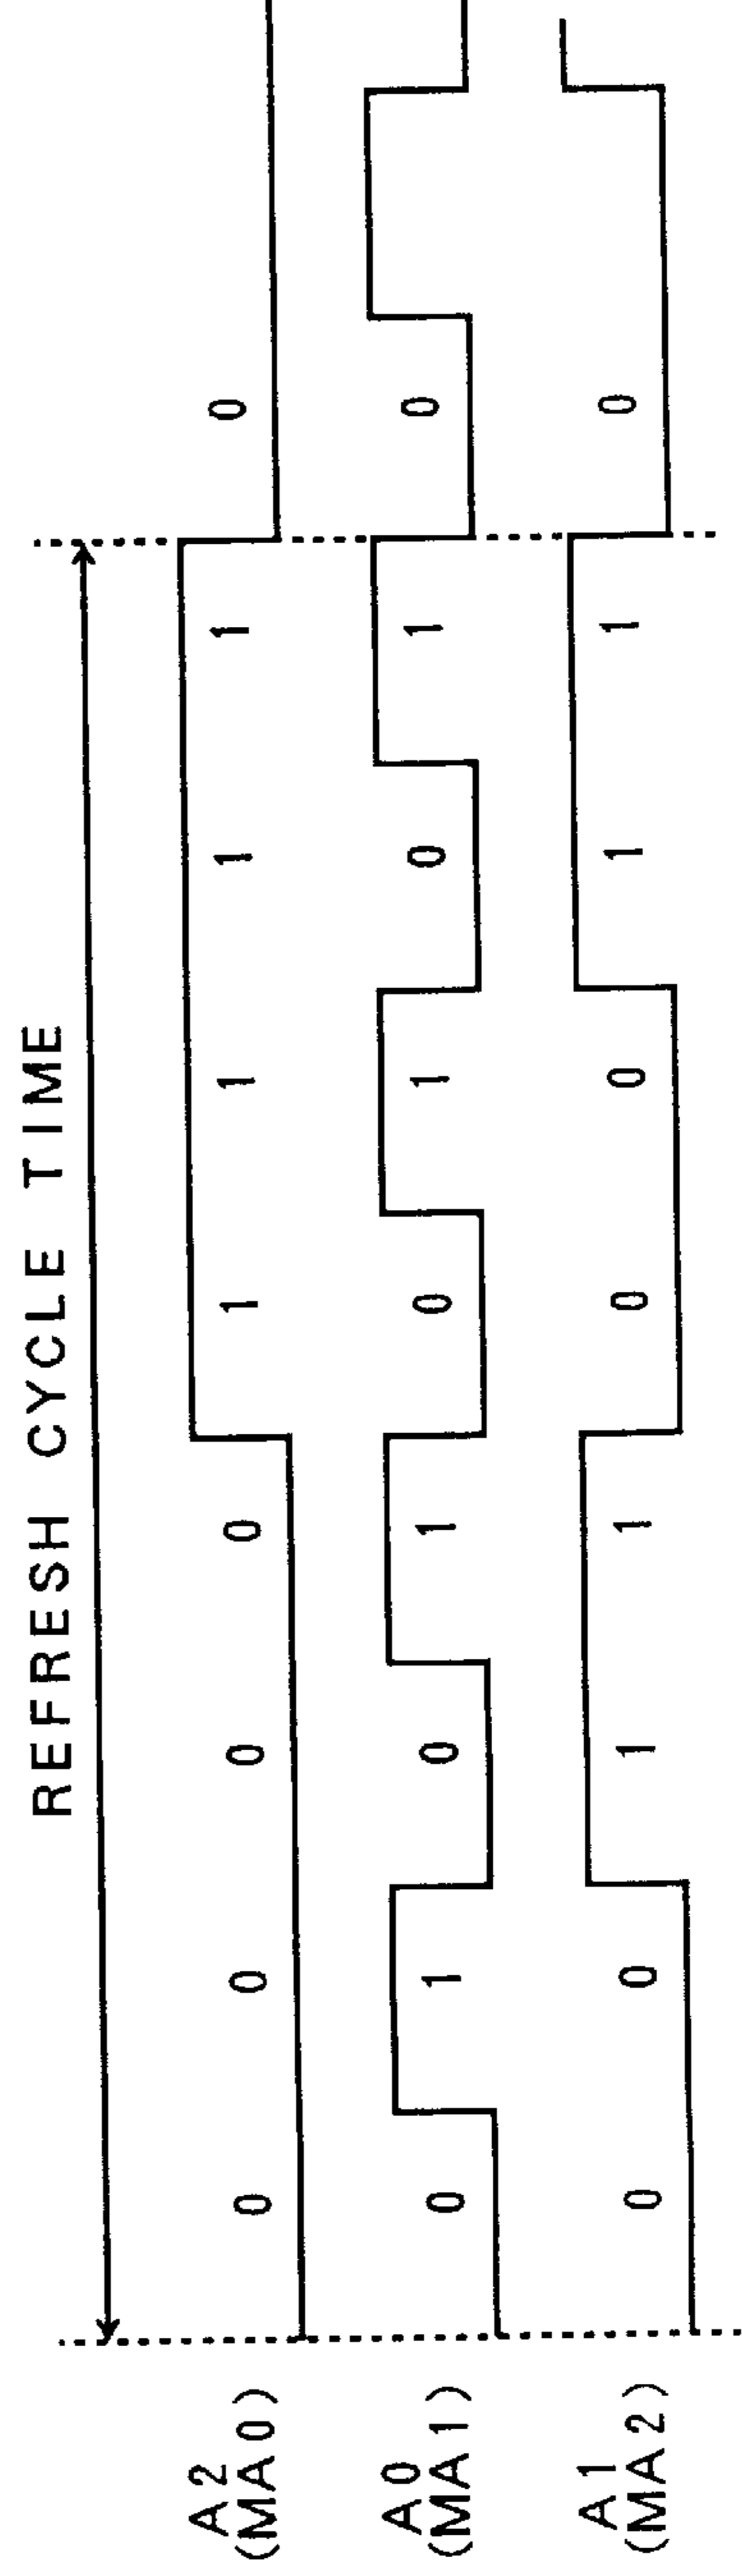 REFRESH CYCLE TIME
A2
(MA0)
0 0 0 0 1 1 1 1 0
A0
(MA1)
0 1 0 1 0 1 0 1 0
A1
(MA2)
0 0 1 1 0 0 1 1 0